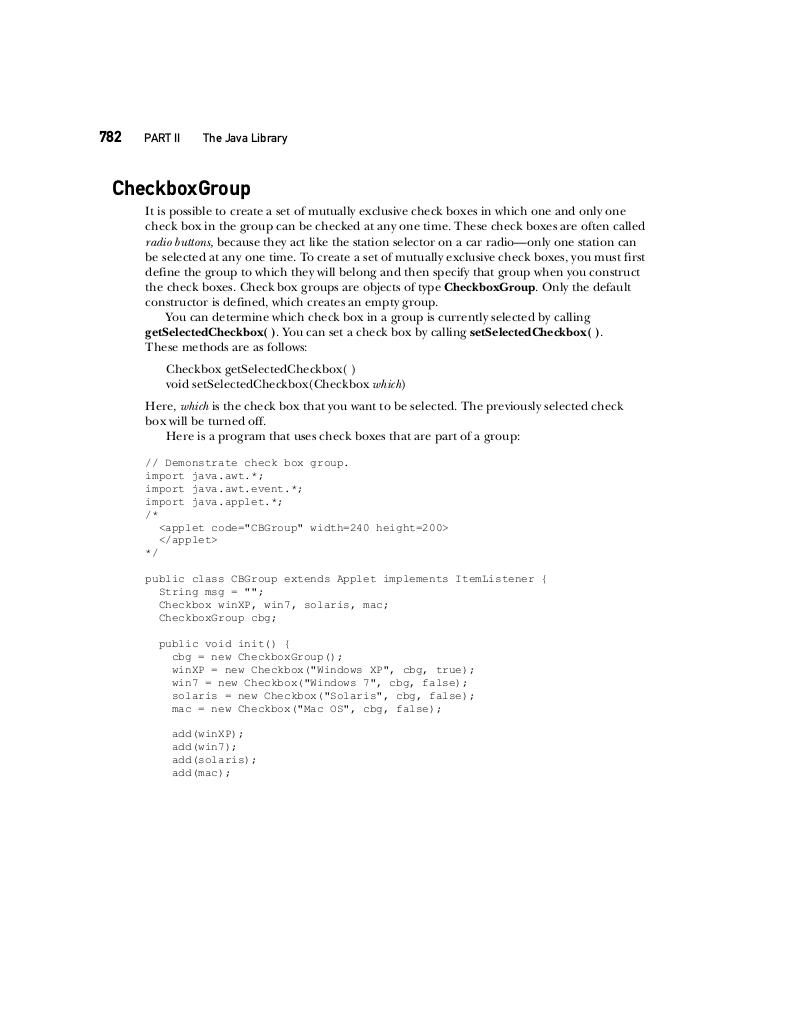 782 PART II The Java Library
CheckboxGroup
It is possible to create a set of mutually exclusive check boxes in which one and only one
check box in the group can be checked at any one time. These check boxes are often called
radio buttons, because they act like the station selector on a car radio—only one station can
be selected at any one time. To create a set of mutually exclusive check boxes, you must first
define the group to which they will belong and then specify that group when you construct
the check boxes. Check box groups are objects of type CheckboxGroup. Only the default
constructor is defined, which creates an empty group.
You can determine which check box in a group is currently selected by calling
getSelectedCheckbox( ). You can set a check box by calling setSelectedCheckbox( ).
These methods are as follows:
Checkbox getSelectedCheckbox( )
void setSelectedCheckbox(Checkbox which)
Here, which is the check box that you want to be selected. The previously selected check
box will be turned off.
Here is a program that uses check boxes that are part of a group:
// Demonstrate check box group.
import java.awt.*;
import java.awt.event.*;
import java.applet.*;
/*
  <applet code="CBGroup" width=240 height=200>
  </applet>
*/
public class CBGroup extends Applet implements ItemListener {
  String msg = "";
  Checkbox winXP, win7, solaris, mac;
  CheckboxGroup cbg;
  public void init() {
    cbg = new CheckboxGroup();
    winXP = new Checkbox("Windows XP", cbg, true);
    win7 = new Checkbox("Windows 7", cbg, false);
    solaris = new Checkbox("Solaris", cbg, false);
    mac = new Checkbox("Mac OS", cbg, false);
    add(winXP);
    add(win7);
    add(solaris);
    add(mac);